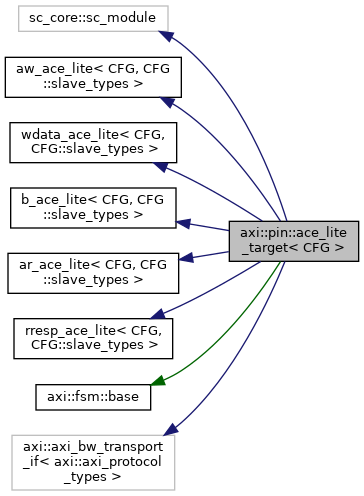 sc_core::sc_module
aw_ace_lite< CFG, CFG
::slave_types >
wdata_ace_lite< CFG,
CFG::slave_types >
b_ace_lite< CFG, CFG
::slave_types >
axi::pin::ace_lite
_target< CFG >
ar_ace_lite< CFG, CFG
::slave_types >
rresp_ace_lite< CFG,
CFG::slave_types >
axi::fsm::base
axi::axi_bw_transport
_if< axi::axi_protocol
_types >